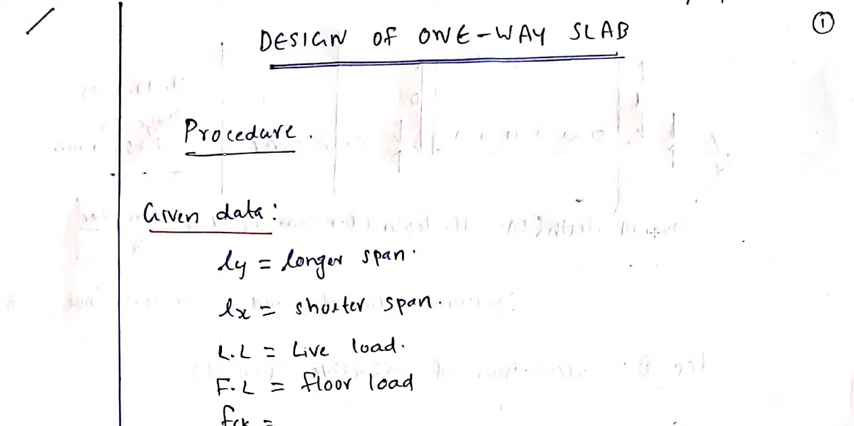 ①
DESIGN OF ONE-WAY SLAB
Procedure.
Given data:
ly = longer span.
lx = shorter span.
L.L = Live load.
F.L = floor load
fck =